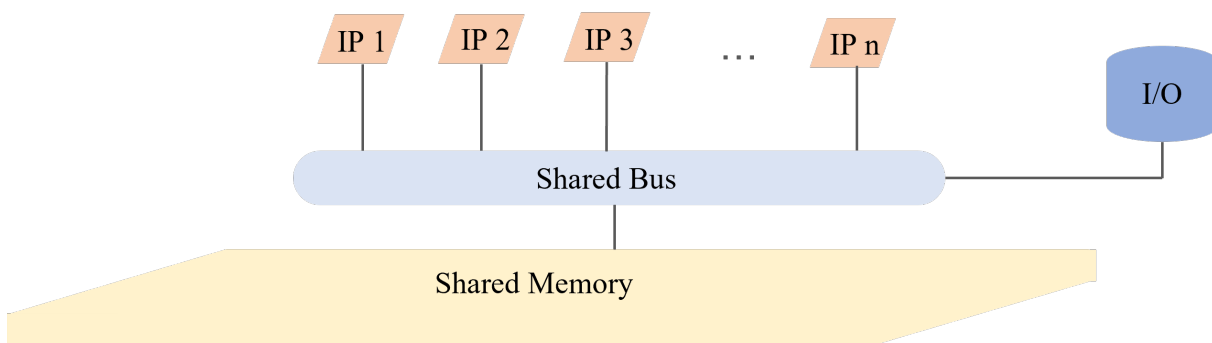 IP 1
IP 2
IP 3
...
IP n
I/O
Shared Bus
Shared Memory